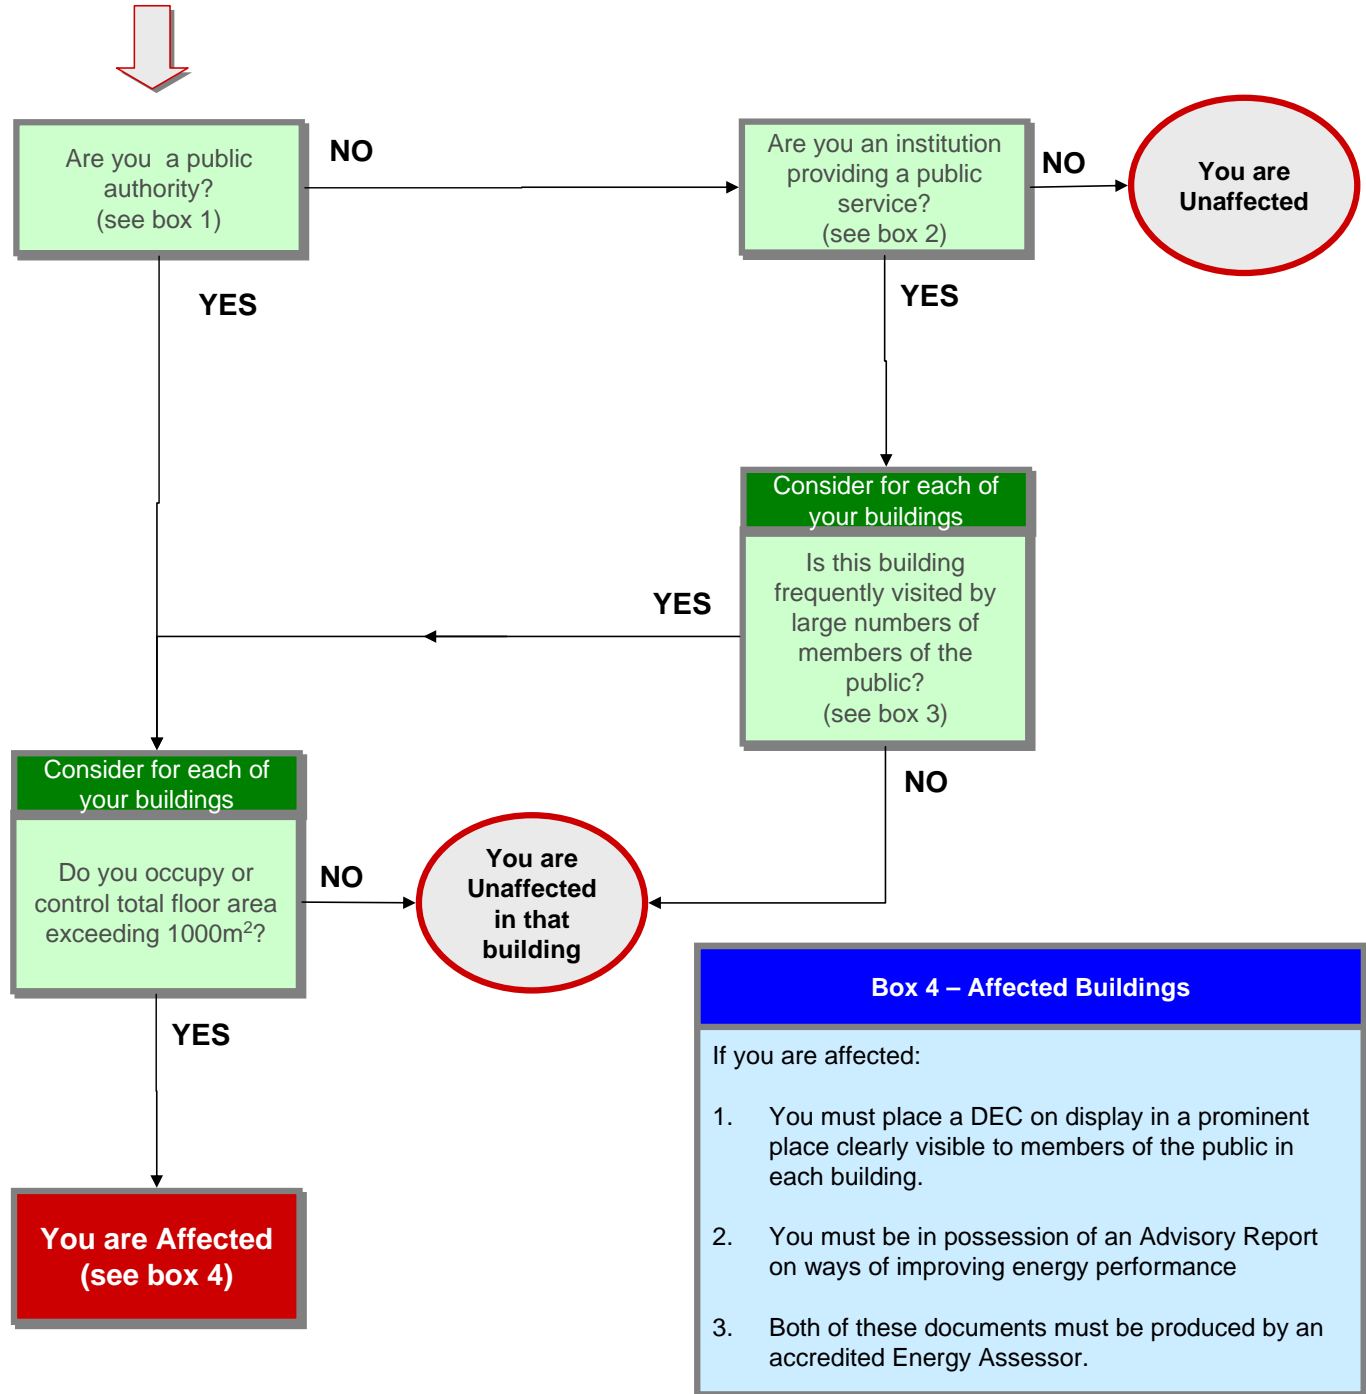 Are you a public
authority?
(see box 1)
NO
Are you an institution
providing a public
service?
(see box 2)
NO
You are
Unaffected
YES
YES
Consider for each of
your buildings
Is this building
frequently visited by
large numbers of
members of the
public?
(see box 3)
YES
NO
Consider for each of
your buildings
Do you occupy or
control total floor area
exceeding 1000m²?
NO
You are
Unaffected
in that
building
YES
You are Affected
(see box 4)
Box 4 – Affected Buildings
If you are affected:
1. You must place a DEC on display in a prominent
place clearly visible to members of the public in
each building.
2. You must be in possession of an Advisory Report
on ways of improving energy performance
3. Both of these documents must be produced by an
accredited Energy Assessor.